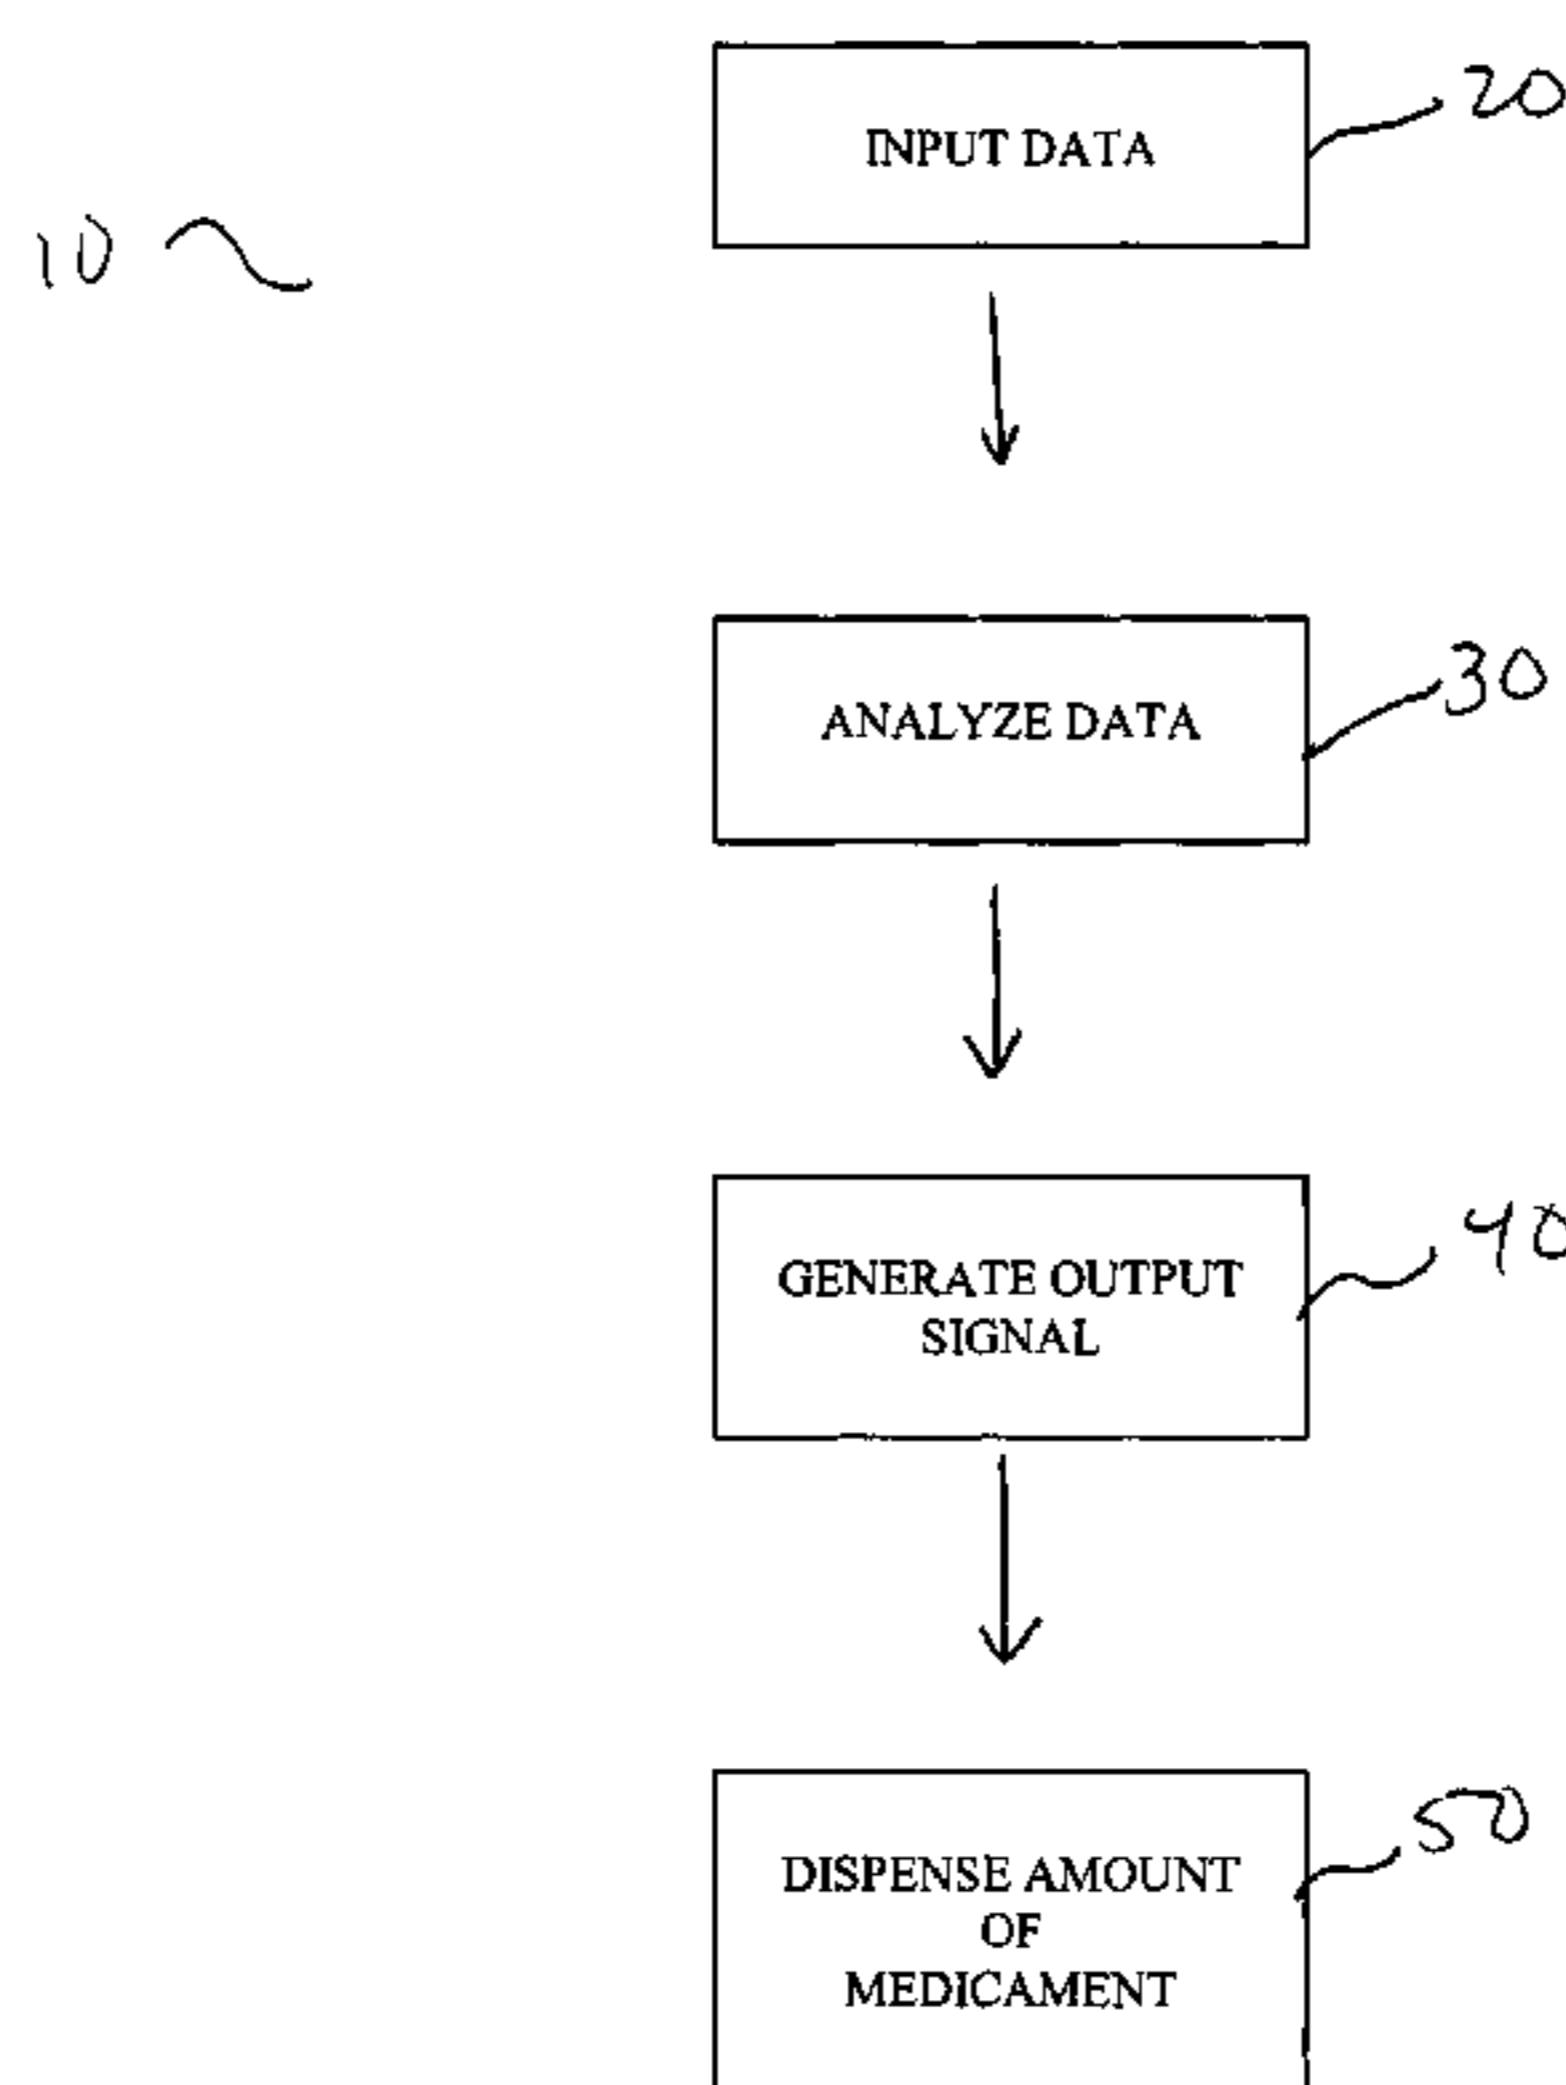 INPUT DATA
20
10
ANALYZE DATA
30
GENERATE OUTPUT
SIGNAL
40
DISPENSE AMOUNT
OF
MEDICAMENT
50